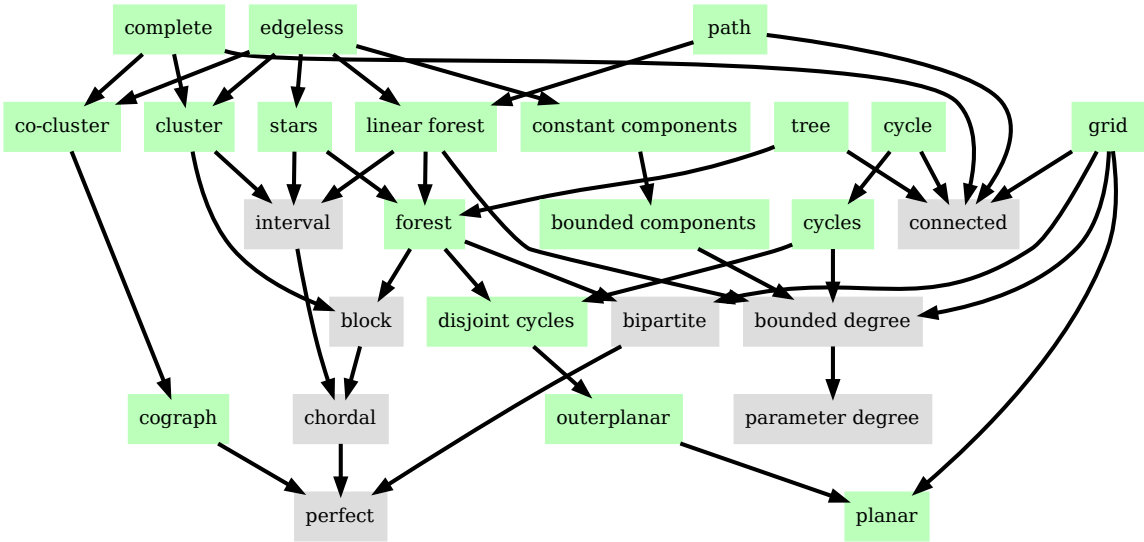 complete
edgeless
path
co-cluster
cluster
stars
linear forest
constant components
tree
cycle
grid
interval
forest
bounded components
cycles
connected
block
disjoint cycles
bipartite
bounded degree
cograph
chordal
outerplanar
parameter degree
perfect
planar